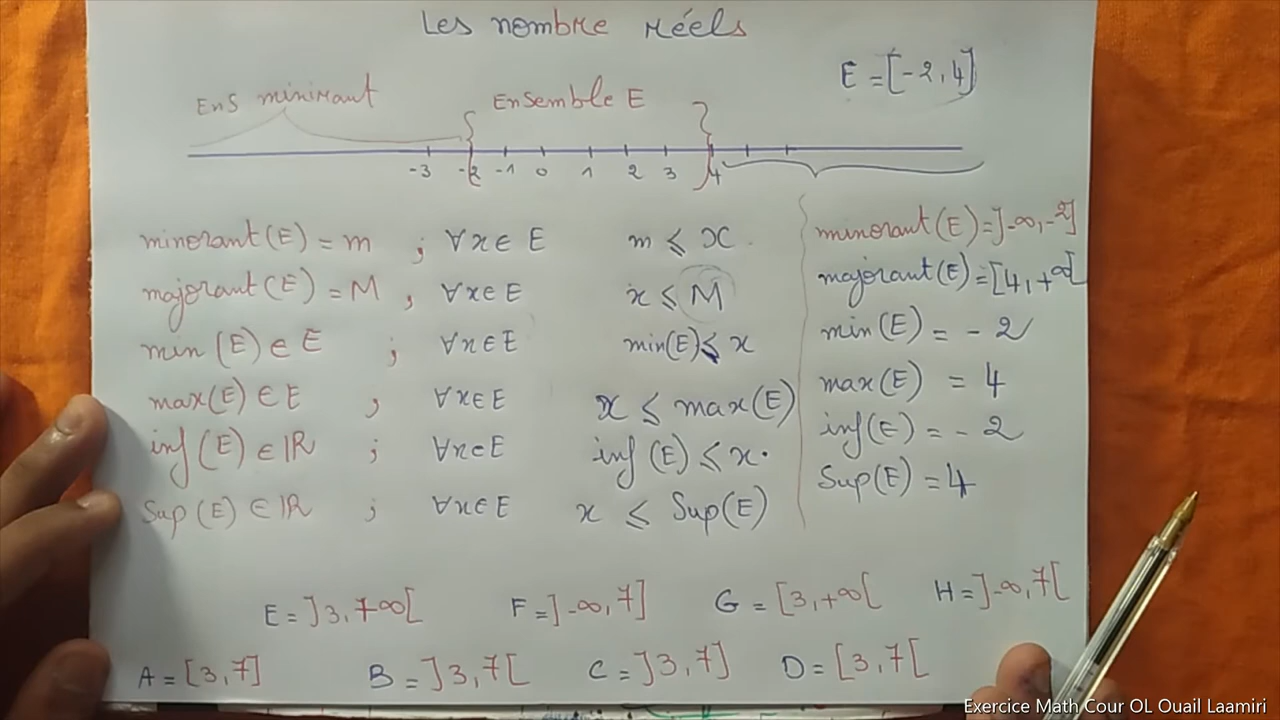 Les nombre réels
E = [-2, 4]
Ens minirant Ensemble E
-3 -2 -1 0 1 2 3 4
minorant(E) = m ; ∀x∈E m ≤ x
majorant(E) = M , ∀x∈E x ≤ M
min(E) ∈ E ; ∀x∈E min(E) ≤ x
max(E) ∈ E , ∀x∈E x ≤ max(E)
inf(E) ∈ IR ; ∀x∈E inf(E) ≤ x.
Sup(E) ∈ IR ; ∀x∈E x ≤ Sup(E)
minorant(E)=]-∞,-2]
majorant(E)=[4,+∞[
min(E) = -2
max(E) = 4
inf(E) = -2
Sup(E) = 4
E = ]3, +∞[ F = ]-∞, 7] G = [3, +∞[ H = ]-∞, 7[
A = [3, 7] B = ]3, 7[ C = ]3, 7] D = [3, 7[
Exercice Math Cour OL Ouail Laamiri